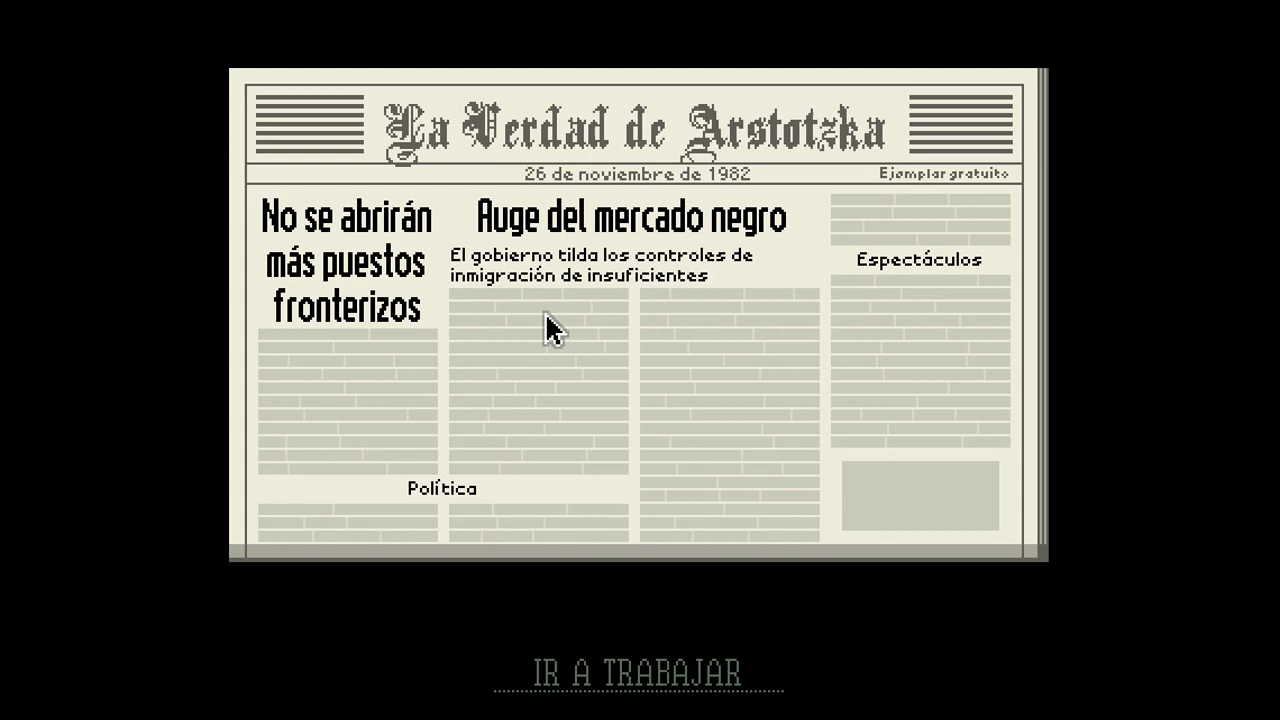 La Verdad de Arstotzka
26 de noviembre de 1982
Ejemplar gratuito
No se abrirán
más puestos
fronterizos
Auge del mercado negro
El gobierno tilda los controles de
inmigración de insuficientes
Espectáculos
Política
IR A TRABAJAR